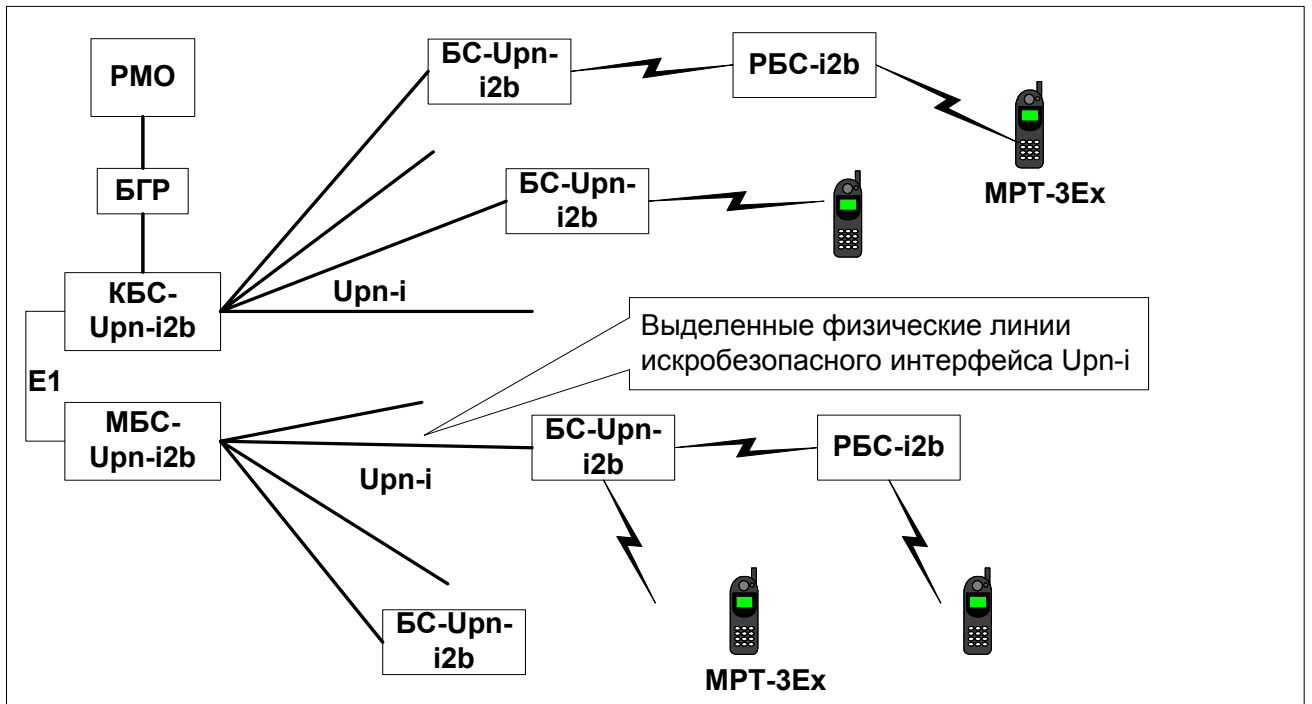 РМО
БГР
КБС-
Upn-i2b
E1
МБС-
Upn-i2b
БС-Upn-
i2b
РБС-i2b
МРТ-3Ex
БС-Upn-
i2b
Upn-i
Выделенные физические линии
искробезопасного интерфейса Upn-i
Upn-i
БС-Upn-
i2b
РБС-i2b
БС-Upn-
i2b
МРТ-3Ex